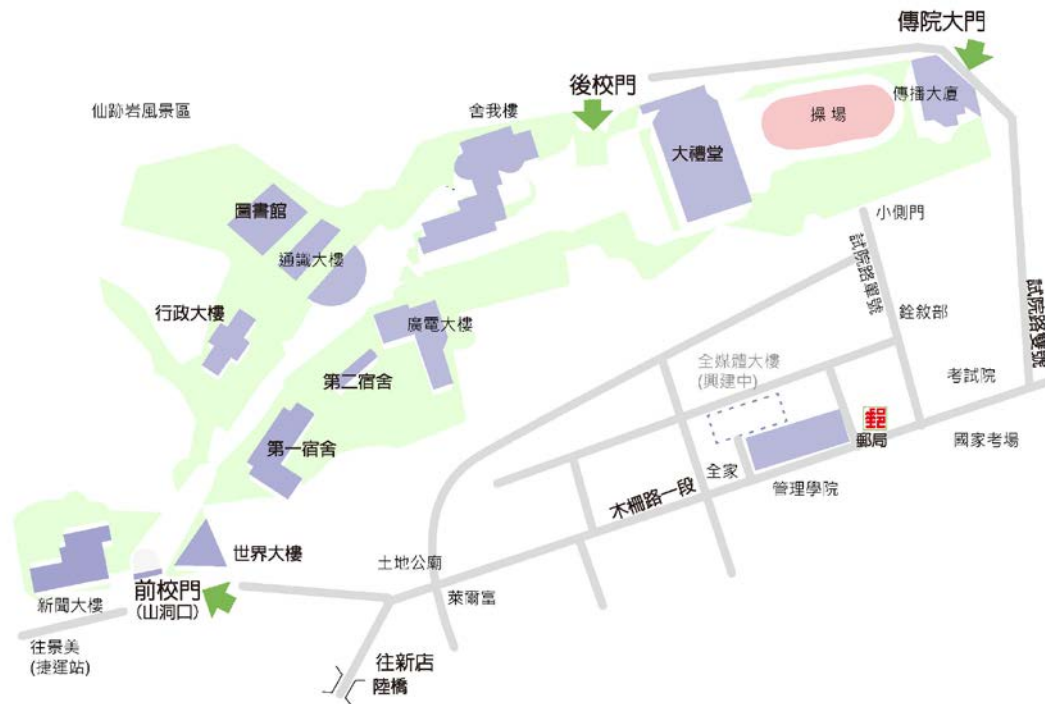 傳院大門
後校門
傳播大廈
仙跡岩風景區
舍我樓
操 場
大禮堂
圖書館
小側門
通識大樓
試院路單號
試院路雙號
行政大樓
廣電大樓
銓敘部
全媒體大樓
(興建中)
第二宿舍
考試院
郵
第一宿舍
郵局
國家考場
全家
管理學院
木柵路一段
世界大樓
土地公廟
前校門
(山洞口)
新聞大樓
萊爾富
往景美
(捷運站)
往新店
陸橋